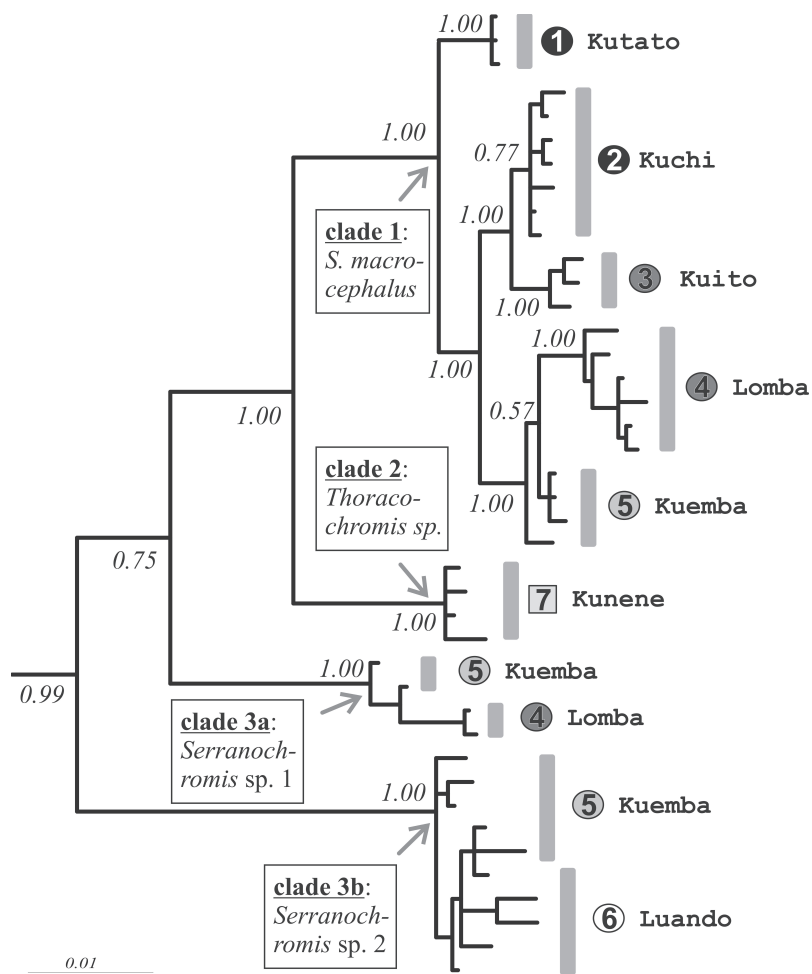 1.00
1 Kutato
1.00
0.77
2 Kuchi
1.00
clade 1:
S. macro-
cephalus
3 Kuito
1.00
1.00
1.00
4 Lomba
0.57
1.00
clade 2:
Thoraco-
chromis sp.
1.00
5 Kuemba
0.75
7 Kunene
1.00
1.00
5 Kuemba
0.99
clade 3a:
Serranoch-
romis sp. 1
4 Lomba
1.00
5 Kuemba
clade 3b:
Serranoch-
romis sp. 2
6 Luando
0.01